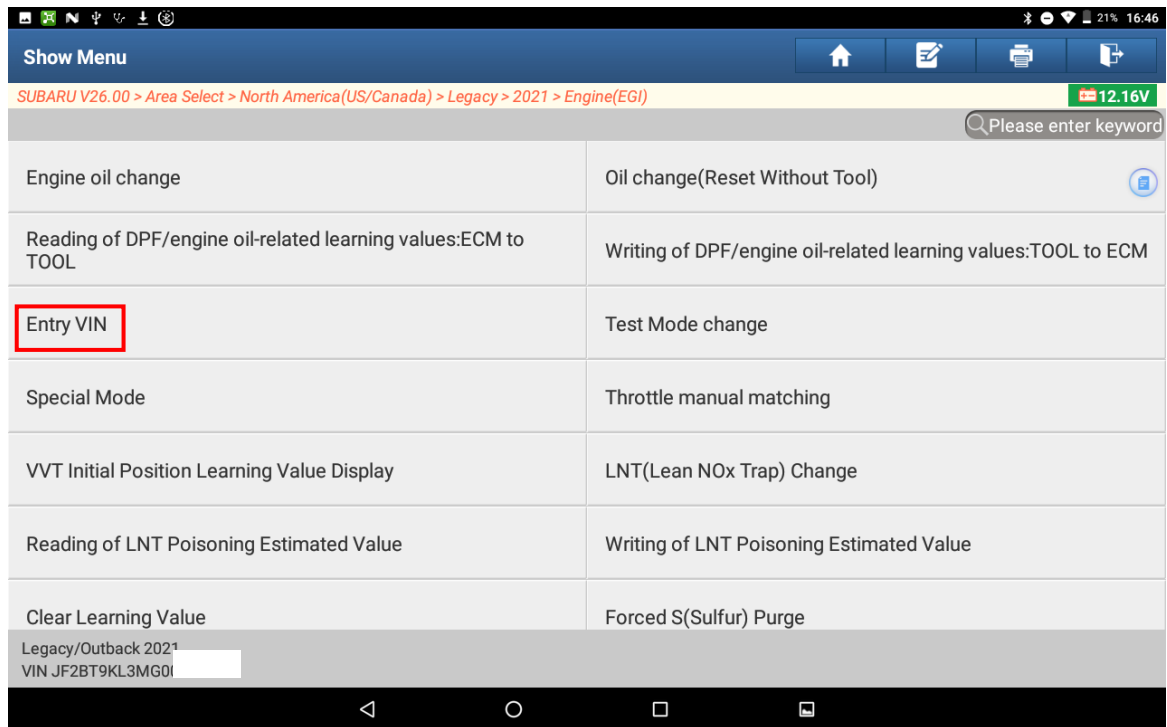 21% 16:46
Show Menu
SUBARU V26.00 > Area Select > North America(US/Canada) > Legacy > 2021 > Engine(EGI)
12.16V
Please enter keyword
Engine oil change
Oil change(Reset Without Tool)
Reading of DPF/engine oil-related learning values:ECM to
TOOL
Writing of DPF/engine oil-related learning values:TOOL to ECM
Entry VIN
Test Mode change
Special Mode
Throttle manual matching
VVT Initial Position Learning Value Display
LNT(Lean NOx Trap) Change
Reading of LNT Poisoning Estimated Value
Writing of LNT Poisoning Estimated Value
Clear Learning Value
Forced S(Sulfur) Purge
Legacy/Outback 2021
VIN JF2BT9KL3MG0